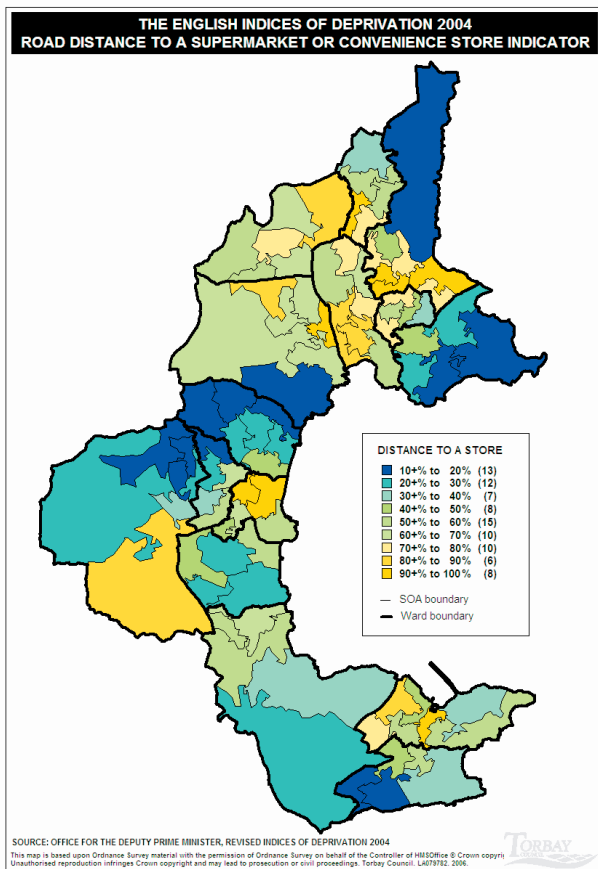 THE ENGLISH INDICES OF DEPRIVATION 2004
ROAD DISTANCE TO A SUPERMARKET OR CONVENIENCE STORE INDICATOR
DISTANCE TO A STORE
10+% to 20% (13)
20+% to 30% (12)
30+% to 40% (7)
40+% to 50% (8)
50+% to 60% (15)
60+% to 70% (10)
70+% to 80% (10)
80+% to 90% (6)
90+% to 100% (8)
SOA boundary
Ward boundary
SOURCE: OFFICE FOR THE DEPUTY PRIME MINISTER, REVISED INDICES OF DEPRIVATION 2004
This map is based upon Ordnance Survey material with the permission of Ordnance Survey on behalf of the Controller of HMSOffice © Crown copyri
Unauthorised reproduction infringes Crown copyright and may lead to prosecution or civil proceedings. Torbay Council. LA079782. 2006.
TORBAY